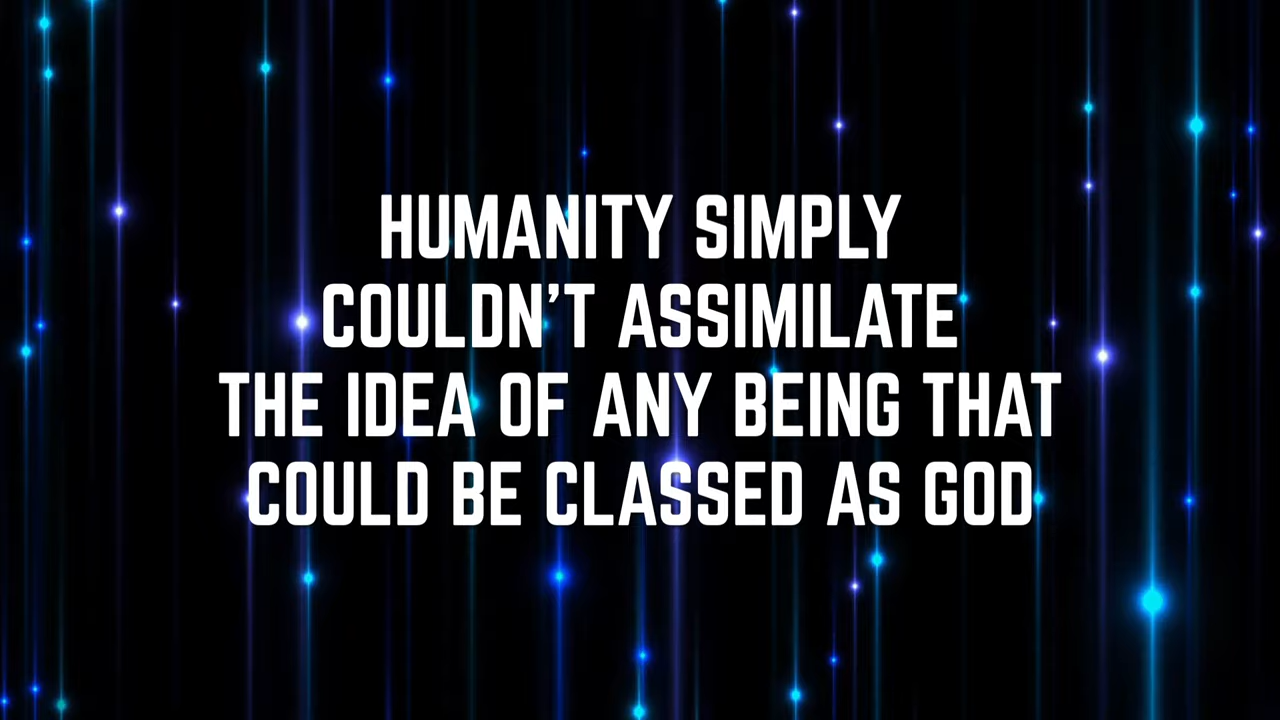 HUMANITY SIMPLY
COULDN’T ASSIMILATE
THE IDEA OF ANY BEING THAT
COULD BE CLASSED AS GOD